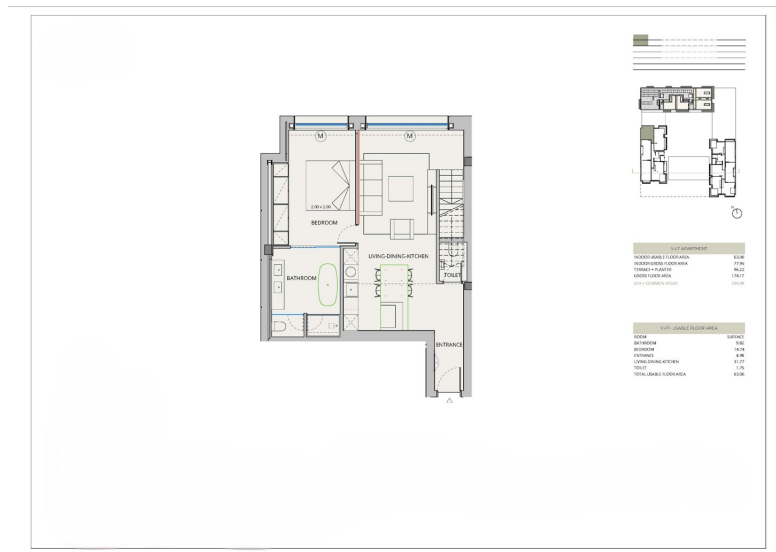 M
M
2.00 x 2.00
BEDROOM
LIVING-DINING-KITCHEN
BATHROOM
TOILET
ENTRANCE
N
APARTMENT
INDOOR USABLE FLOOR AREA 63.06
INDOOR GROSS FLOOR AREA 77.95
TERRACE + PLANTER 96.22
GROSS FLOOR AREA 174.17
USABLE FLOOR AREA
ROOM SURFACE
BATHROOM 9.82
BEDROOM 14.74
ENTRANCE 4.98
LIVING-DINING-KITCHEN 31.77
TOILET 1.75
TOTAL USABLE FLOOR AREA 63.06